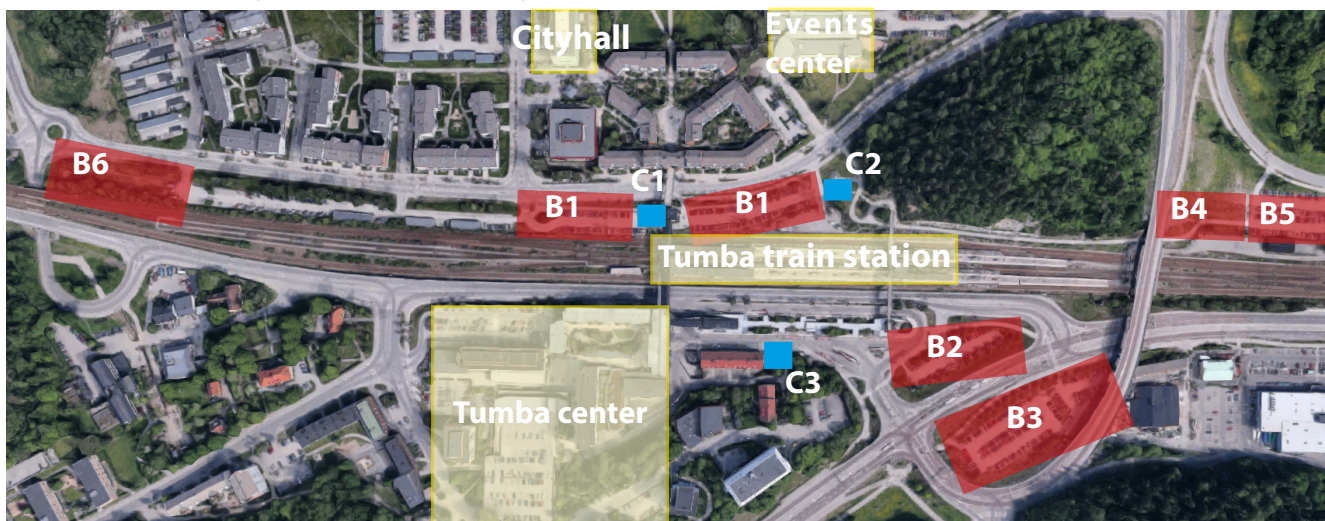 Cityhall
Events
center
B6
B1
C1
B1
C2
B4
B5
Tumba train station
B2
C3
Tumba center
B3